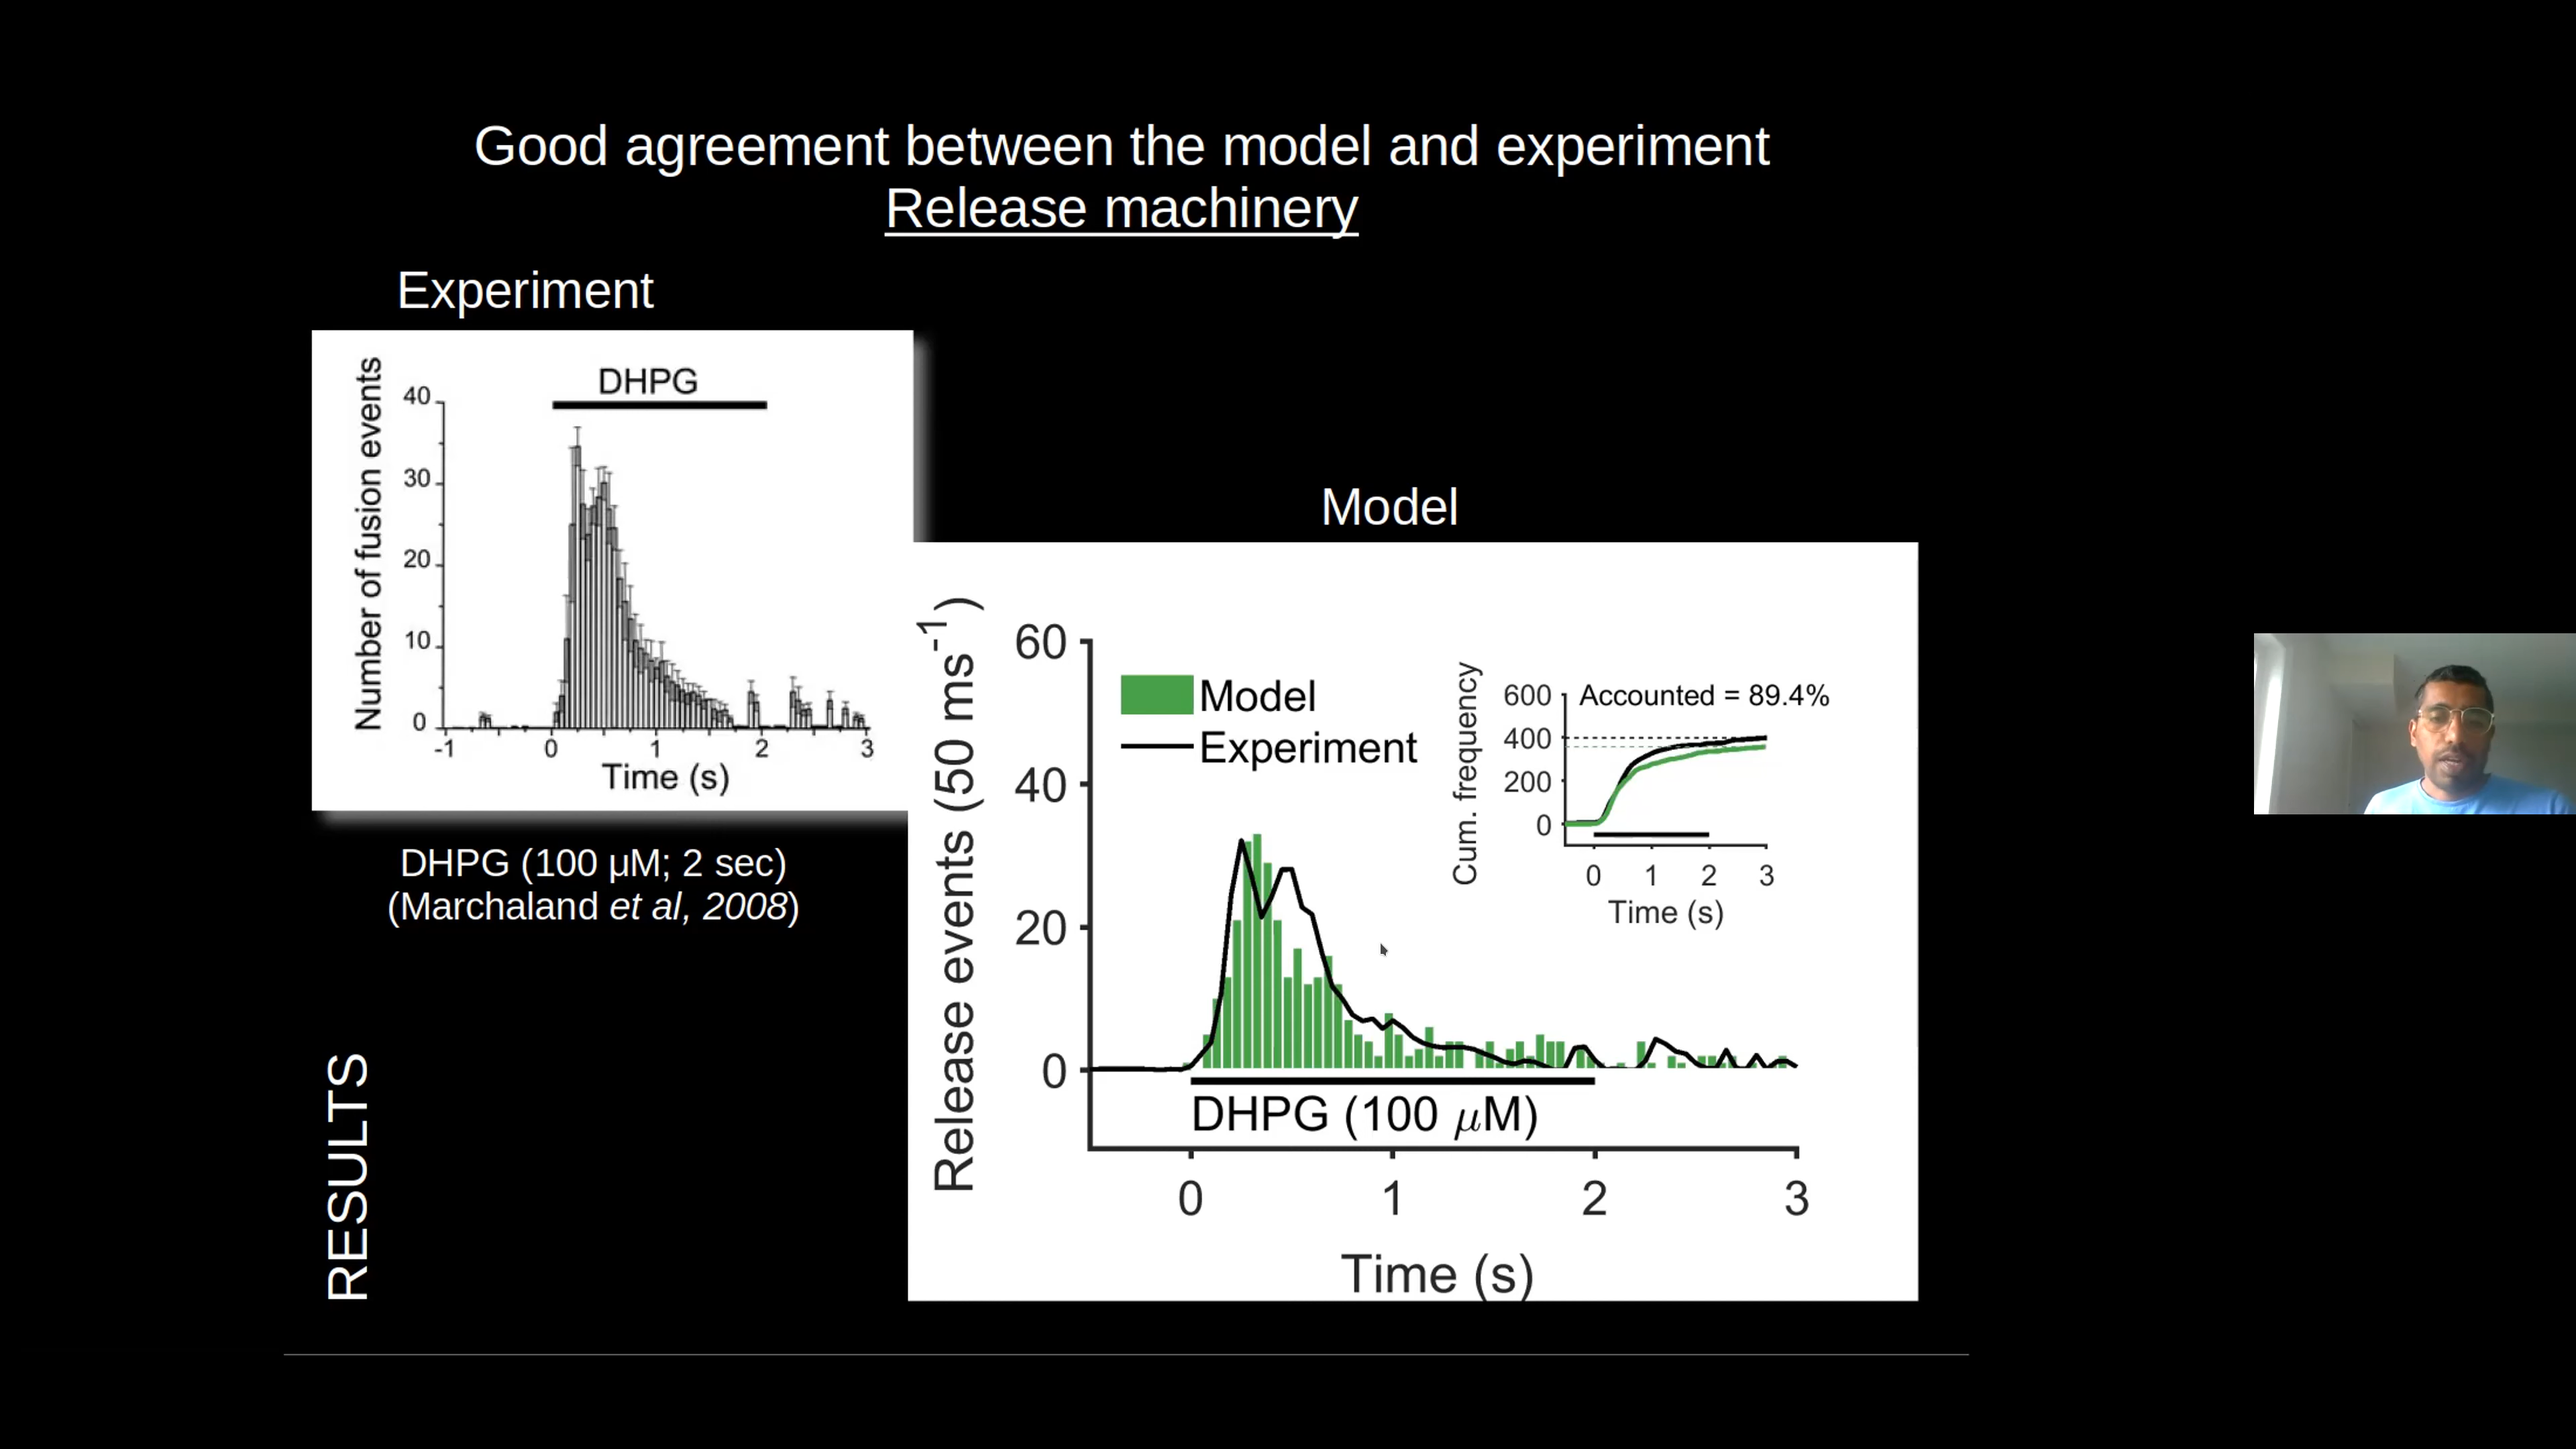 Good agreement between the model and experiment
Release machinery
Experiment
DHPG
Number of fusion events
40
30
20
10
0
-1 0 1 2 3
Time (s)
DHPG (100 μM; 2 sec)
(Marchaland et al, 2008)
RESULTS
Model
Release events (50 ms-1)
60
40
20
0
Model
Experiment
Cum. frequency
600
400
200
0
Accounted = 89.4%
0 1 2 3
Time (s)
DHPG (100 μM)
0 1 2 3
Time (s)